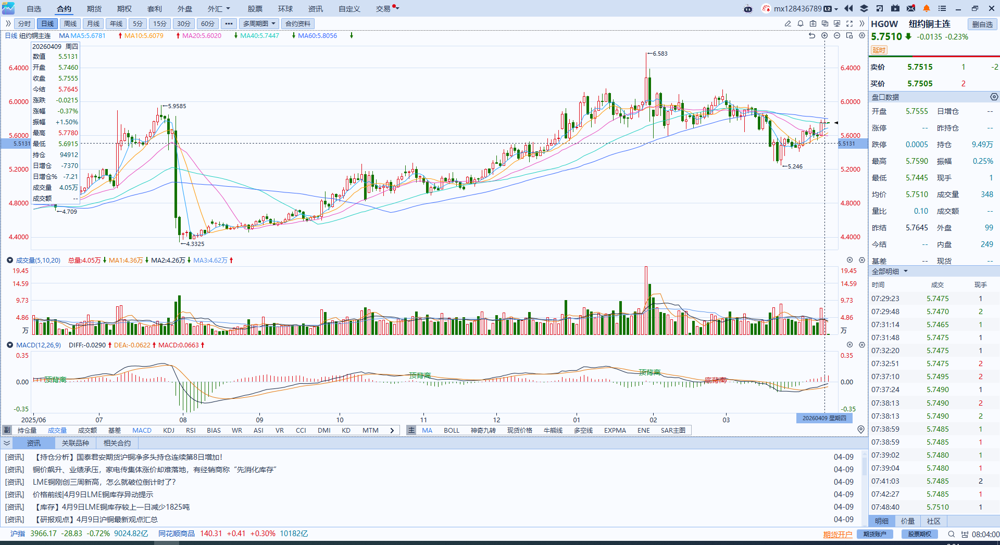 自选 合约 期货 期权 套利 外盘 外汇 股票 环球 资讯 自定义 交易 mx128436789 L2
分时 日线 周线 月线 年线 5分 15分 30分 60分 ••• 多周期图 合约资料
日线 纽约铜主连 MA MA5:5.6781 MA10:5.6079 MA20:5.6020 MA40:5.7447 MA60:5.8056
20260409 周四
数值 5.5131
开盘 5.7460
收盘 5.7555
今结 5.7645
涨跌 -0.0215
涨幅 -0.37%
振幅 +1.50%
最高 5.7780
最低 5.6915
持仓 94912
日增仓 -7370
日增仓% -7.21
成交量 4.05万
成交额 --
6.4000 6.4000
6.0000 6.0000
5.6000 5.6000
5.5131 5.5131
5.2000 5.2000
4.8000 4.8000
4.4000 4.4000
6.583
5.9585
5.246
4.709
4.3325
成交量(5,10,20) 总量:4.05万 MA1:4.36万 MA2:4.26万 MA3:4.62万
19.45 19.45
14.59 14.59
9.73 9.73
4.86 4.86
万 万
MACD(12,26,9) DIFF:-0.0290 DEA:-0.0622 MACD:0.0663
0.35 0.35
顶背离 顶背离 顶背离 底背离
0.00 0.00
-0.35 -0.35
2025/06 07 08 09 10 11 12 01 02 03 20260409 星期四
副 持仓量 成交量 成交额 基差 MACD KDJ RSI BIAS WR ASI VR CCI DMI KD MTM 主 MA BOLL 神奇九转 现货价格 牛熊线 多空线 EXPMA ENE SAR主图
资讯 关联品种 相关合约
[资讯] 【持仓分析】国泰君安期货沪铜净多头持仓连续第8日增加! 04-09
[资讯] 铜价飙升、业绩承压，家电传集体涨价却难落地，有经销商称“先消化库存” 04-09
[资讯] LME铜刚创三周新高，怎么就破位倒计时了? 04-09
[资讯] 价格前线|4月9日LME铜库存异动提示 04-09
[资讯] 【库存】4月9日LME铜库存较上一日减少1825吨 04-09
[资讯] 【研报观点】4月9日沪铜最新观点汇总 04-09
沪指 3966.17 -28.83 -0.72% 9024.82亿 同花顺商品 140.31 +0.41 +0.30% 10182亿
HG0W 纽约铜主连 删自选
5.7510 -0.0135 -0.23%
延时
卖价 5.7515 1 -2
买价 5.7505 2
盘口数据
开盘 5.7555 日增仓 --
涨停 -- 昨持仓 --
跌停 0.0005 持仓 9.49万
最高 5.7590 振幅 0.25%
最低 5.7445 现手 1
均价 5.7510 成交量 348
量比 0.10 成交额 --
昨结 5.7645 外盘 99
今结 -- 内盘 249
基差 -- 现货 --
全部明细
时间 成交 现手
07:29:23 5.7475 1
07:29:48 5.7470 2
07:31:14 5.7465 1
07:31:48 5.7475 1
07:32:20 5.7475 1
07:32:51 5.7475 2
07:37:10 5.7495 2
07:37:24 5.7490 1
07:38:13 5.7490 2
07:38:13 5.7490 2
07:38:59 5.7485 1
07:38:59 5.7485 1
07:39:02 5.7480 1
07:39:04 5.7480 1
07:41:03 5.7485 2
07:42:27 5.7485 1
07:48:40 5.7510 1
明细 价量 社区
期货开户 期货账户 股票期权 08:04:00